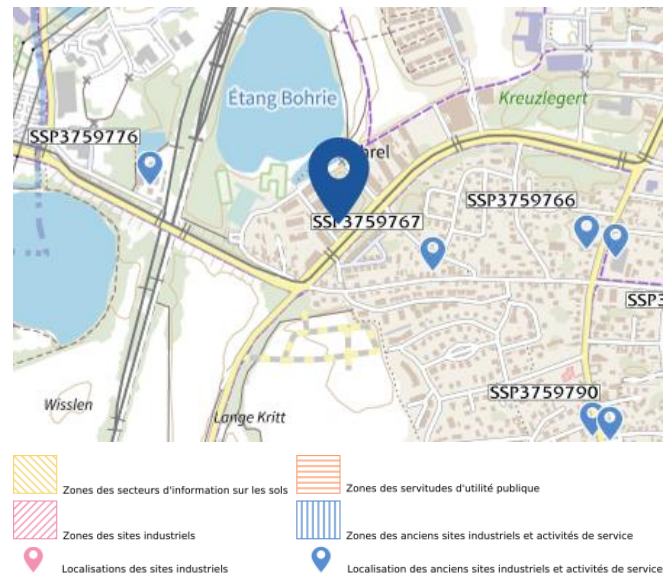 Étang Bohrie
Kreuzlegert
SSP3759776
hrel
SSP3759766
SSP3759767
SSP3
SSP3759790
Wisslen
Lange Kritt
Zones des secteurs d'information sur les sols
Zones des servitudes d'utilité publique
Zones des sites industriels
Zones des anciens sites industriels et activités de service
Localisations des sites industriels
Localisation des anciens sites industriels et activités de service